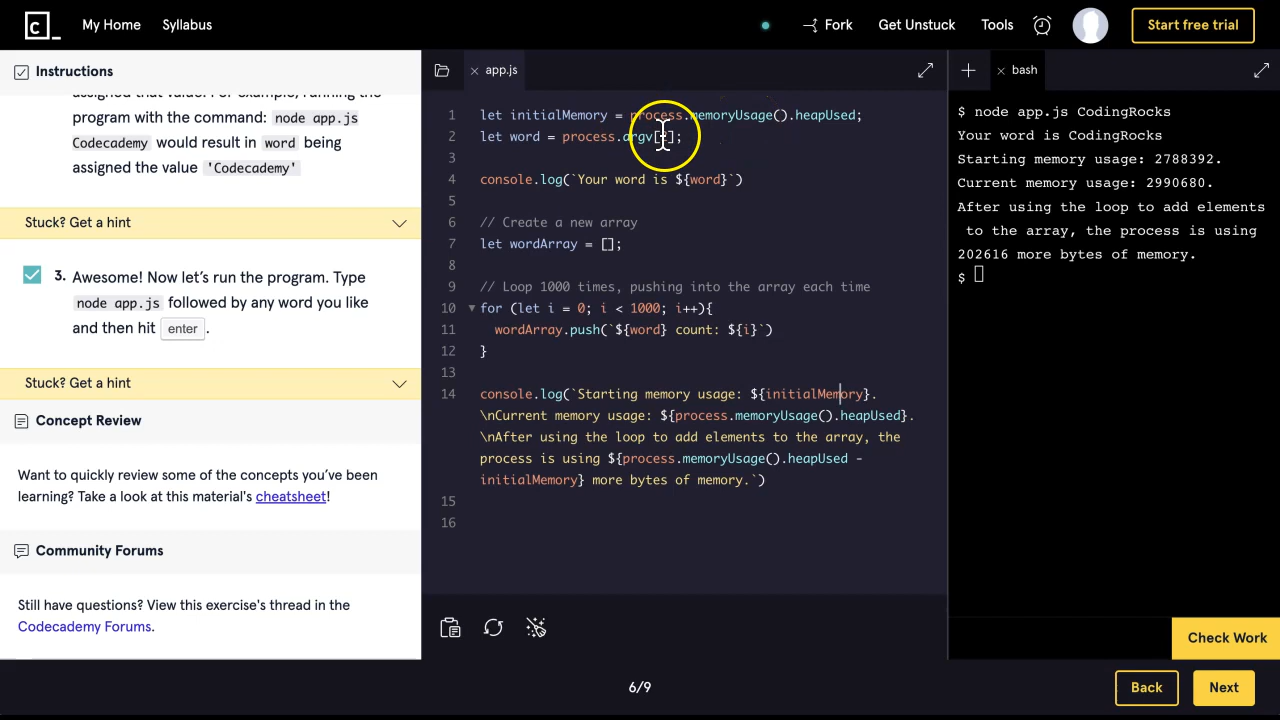 c_ My Home Syllabus Fork Get Unstuck Tools Start free trial
Instructions
assigned that value. For example, running the
program with the command: node app.js
Codecademy would result in word being
assigned the value 'Codecademy'
Stuck? Get a hint
3. Awesome! Now let's run the program. Type
node app.js followed by any word you like
and then hit enter.
Stuck? Get a hint
Concept Review
Want to quickly review some of the concepts you've been
learning? Take a look at this material's cheatsheet!
Community Forums
Still have questions? View this exercise's thread in the
Codecademy Forums.
app.js
1 let initialMemory = process.memoryUsage().heapUsed;
2 let word = process.argv[ ];
3
4 console.log(`Your word is ${word}`)
5
6 // Create a new array
7 let wordArray = [];
8
9 // Loop 1000 times, pushing into the array each time
10 for (let i = 0; i < 1000; i++){
11 wordArray.push(`${word} count: ${i}`)
12 }
13
14 console.log(`Starting memory usage: ${initialMemory}.
\nCurrent memory usage: ${process.memoryUsage().heapUsed}.
\nAfter using the loop to add elements to the array, the
process is using ${process.memoryUsage().heapUsed -
initialMemory} more bytes of memory.`)
15
16
bash
$ node app.js CodingRocks
Your word is CodingRocks
Starting memory usage: 2788392.
Current memory usage: 2990680.
After using the loop to add elements
to the array, the process is using
202616 more bytes of memory.
$
Check Work
6/9
Back Next